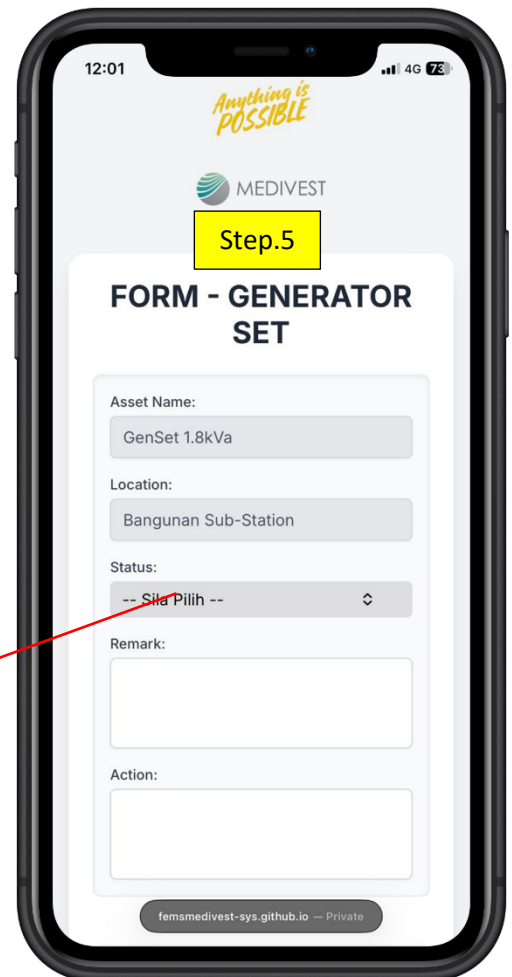 12:01
4G 73
Anything is
POSSIBLE
MEDIVEST
Step.5
FORM - GENERATOR
SET
Asset Name:
GenSet 1.8kVa
Location:
Bangunan Sub-Station
Status:
-- Sila Pilih --
Remark:
Action:
femsmedivest-sys.github.io — Private